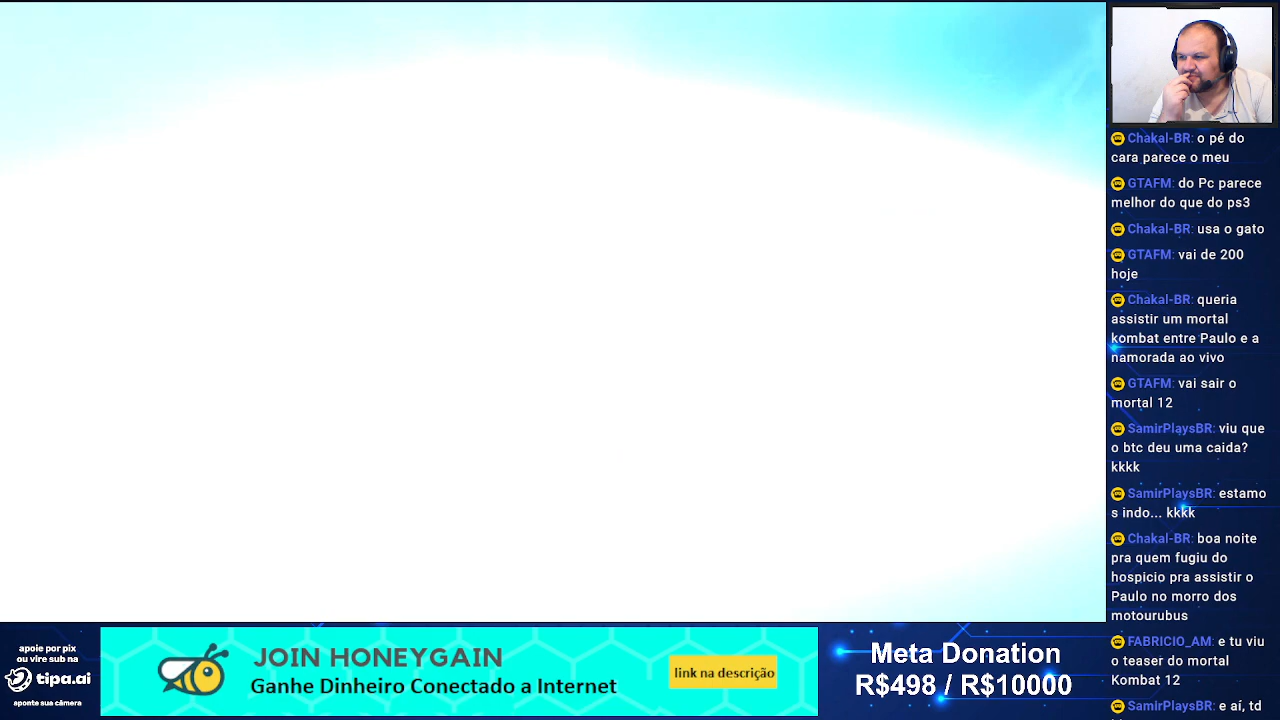 Chakal-BR: o pé do
cara parece o meu
GTAFM: do Pc parece
melhor do que do ps3
Chakal-BR: usa o gato
GTAFM: vai de 200
hoje
Chakal-BR: queria
assistir um mortal
kombat entre Paulo e a
namorada ao vivo
GTAFM: vai sair o
mortal 12
SamirPlaysBR: viu que
o btc deu uma caida?
kkkk
SamirPlaysBR: estamo
s indo... kkkk
Chakal-BR: boa noite
pra quem fugiu do
hospicio pra assistir o
Paulo no morro dos
motourubus
FABRICIO_AM: e tu viu
o teaser do mortal
Kombat 12
SamirPlaysBR: e aí, td
apoie por pix
ou vire sub na
tipa.ai
aponte sua câmera
JOIN HONEYGAIN
Ganhe Dinheiro Conectado a Internet
link na descrição
Meta Donation
R$498 / R$10000